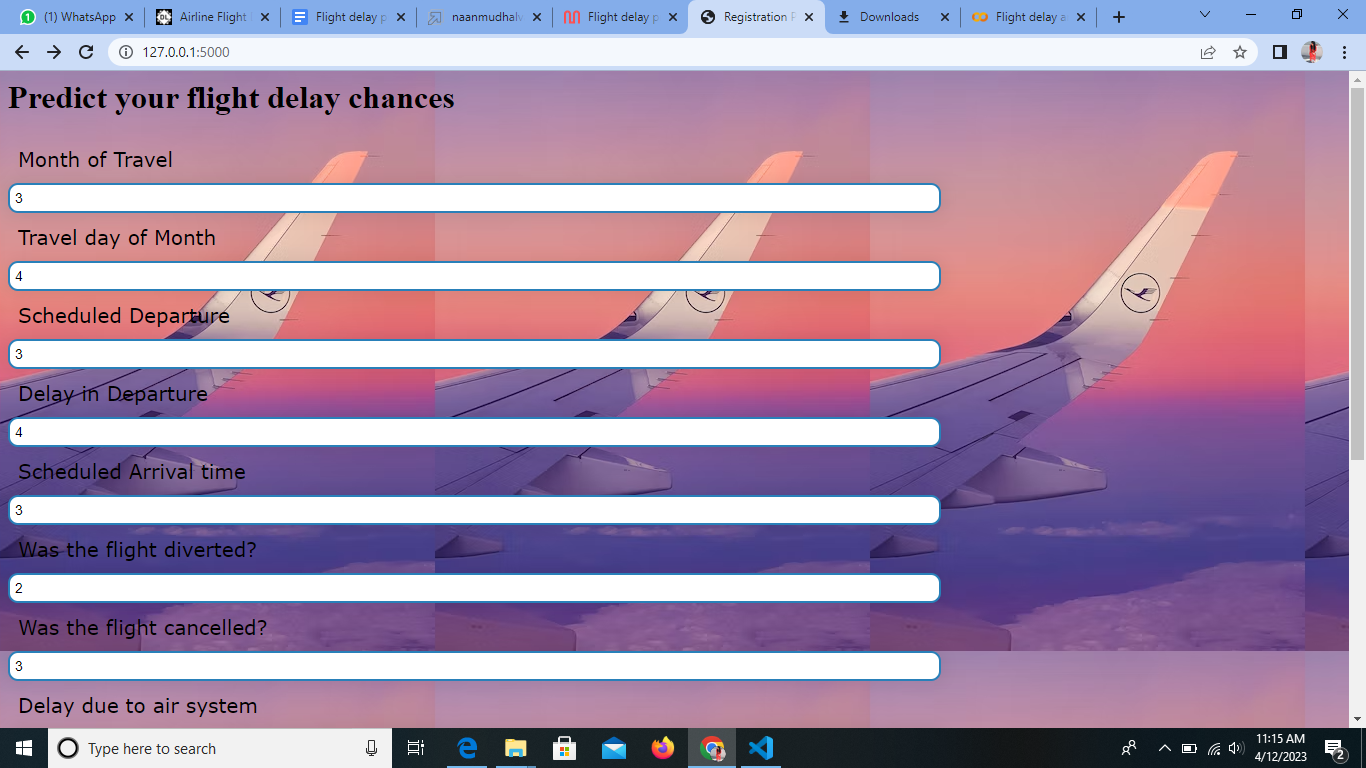 (1) WhatsApp
Airline Flight
Flight delay p
naanmudhalv
Flight delay p
Registration P
Downloads
Flight delay a
127.0.0.1:5000
Predict your flight delay chances
Month of Travel
3
Travel day of Month
4
Scheduled Departure
3
Delay in Departure
4
Scheduled Arrival time
3
Was the flight diverted?
2
Was the flight cancelled?
3
Delay due to air system
Type here to search
11:15 AM
4/12/2023
2